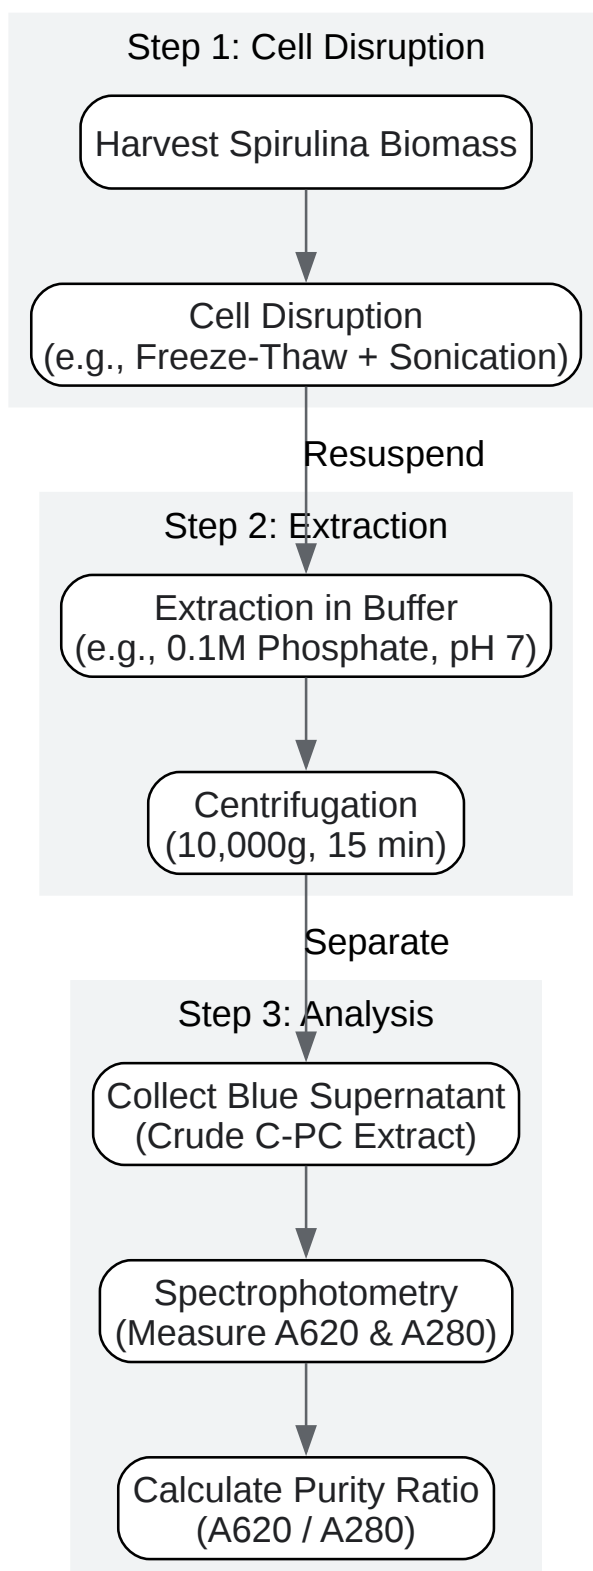 Step 1: Cell Disruption
Harvest Spirulina Biomass
Cell Disruption
(e.g., Freeze-Thaw + Sonication)
Resuspend
Step 2: Extraction
Extraction in Buffer
(e.g., 0.1M Phosphate, pH 7)
Centrifugation
(10,000g, 15 min)
Separate
Step 3: Analysis
Collect Blue Supernatant
(Crude C-PC Extract)
Spectrophotometry
(Measure A620 & A280)
Calculate Purity Ratio
(A620 / A280)